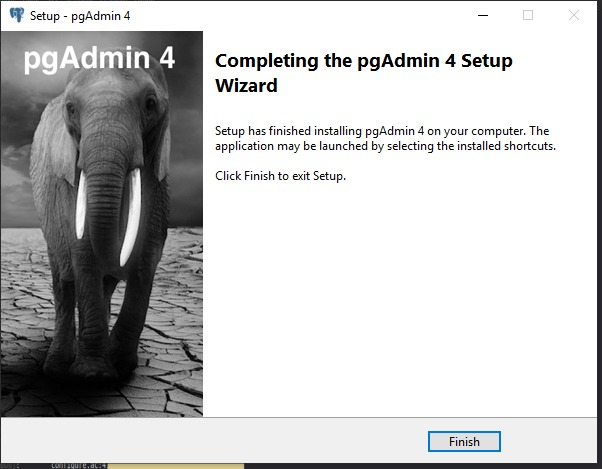 Setup - pgAdmin 4
pgAdmin 4
Completing the pgAdmin 4 Setup
Wizard
Setup has finished installing pgAdmin 4 on your computer. The
application may be launched by selecting the installed shortcuts.
Click Finish to exit Setup.
Finish
configure.ac:4